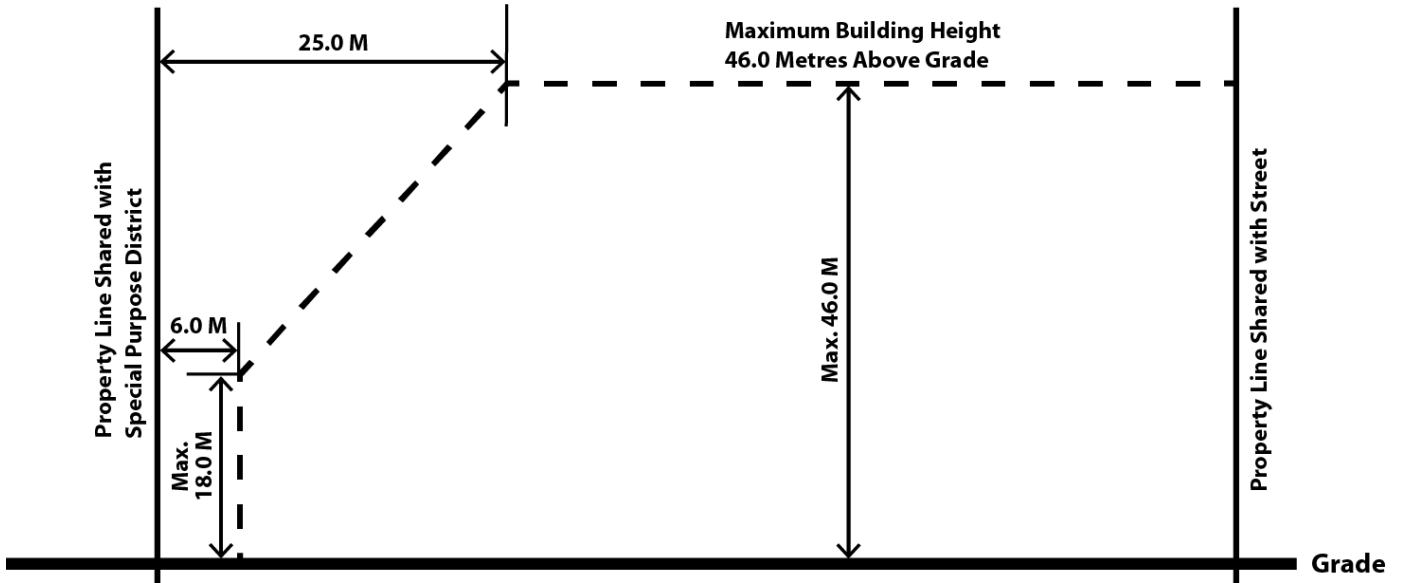 25.0 M
Maximum Building Height
46.0 Metres Above Grade
Property Line Shared with
Special Purpose District
6.0 M
Max.
18.0 M
Max. 46.0 M
Property Line Shared with Street
Grade